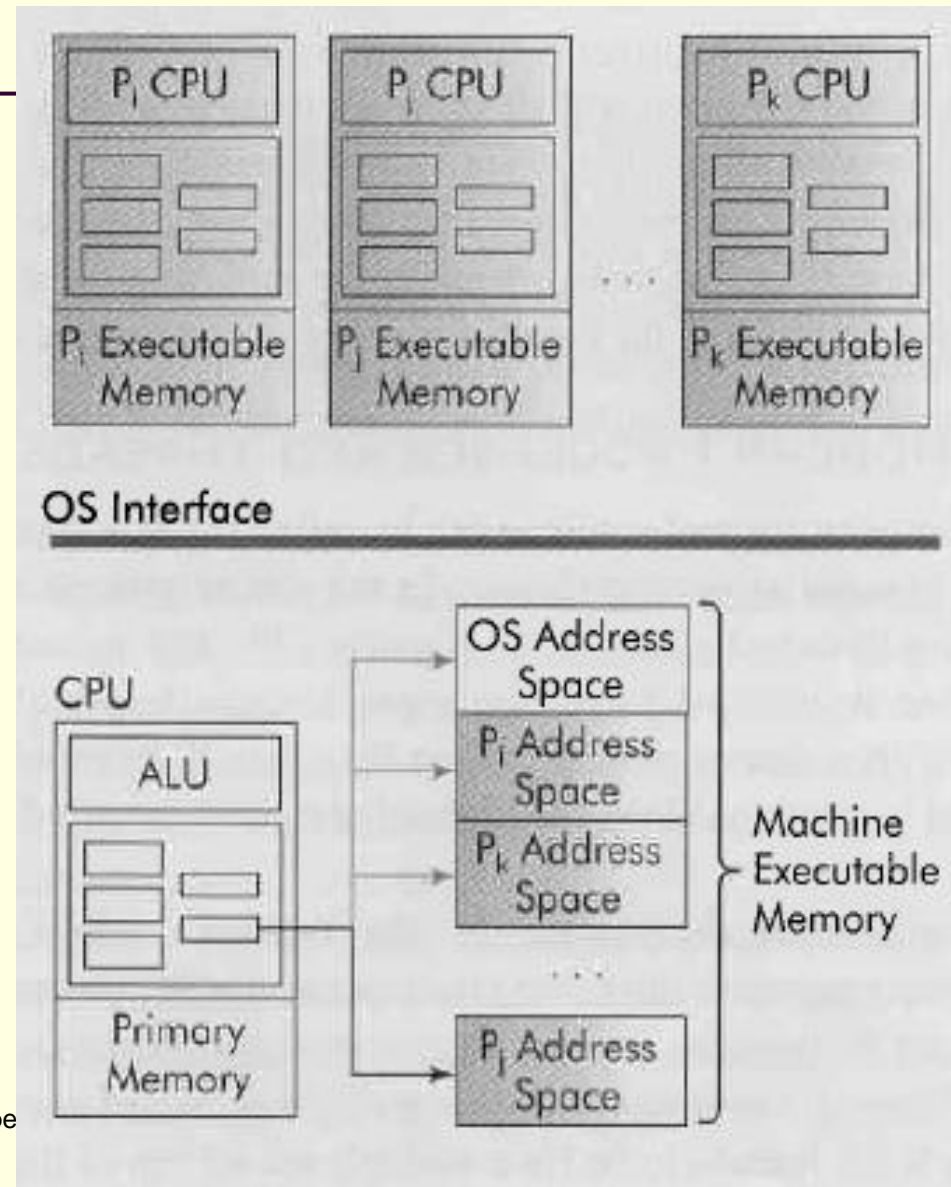 Pi CPU
Pj CPU
Pk CPU
. . .
Pi Executable
Memory
Pj Executable
Memory
Pk Executable
Memory
OS Interface
CPU
ALU
Primary
Memory
OS Address
Space
Pi Address
Space
Pk Address
Space
. . .
Pj Address
Space
Machine
Executable
Memory